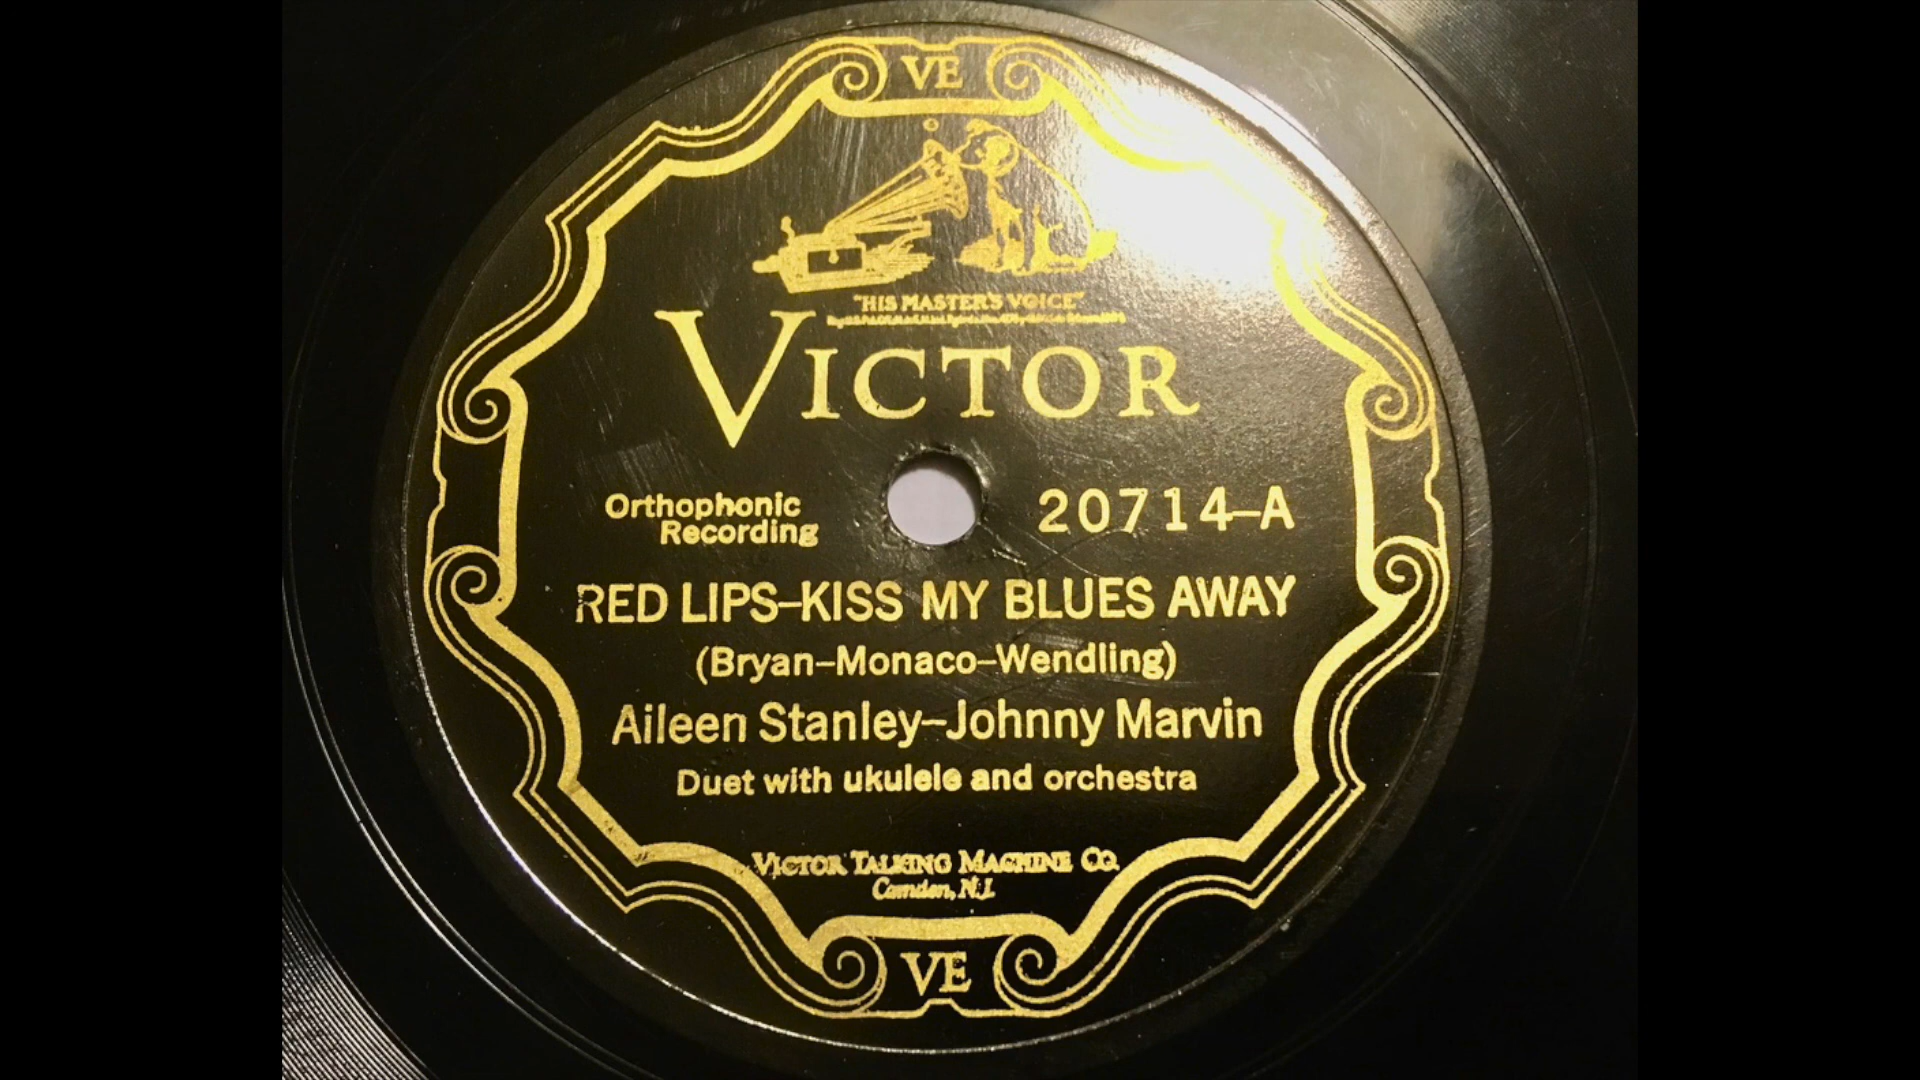 VE
"HIS MASTER'S VOICE"
VICTOR
Orthophonic
Recording
20714-A
RED LIPS-KISS MY BLUES AWAY
(Bryan-Monaco-Wendling)
Aileen Stanley-Johnny Marvin
Duet with ukulele and orchestra
VICTOR TALKING MACHINE CO.
Camden, N.J.
VE